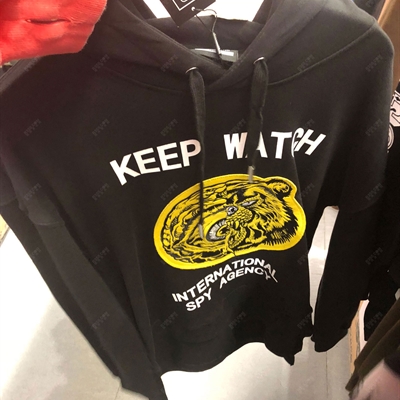 KEEP WATCH
INTERNATIONAL
SPY AGENCY